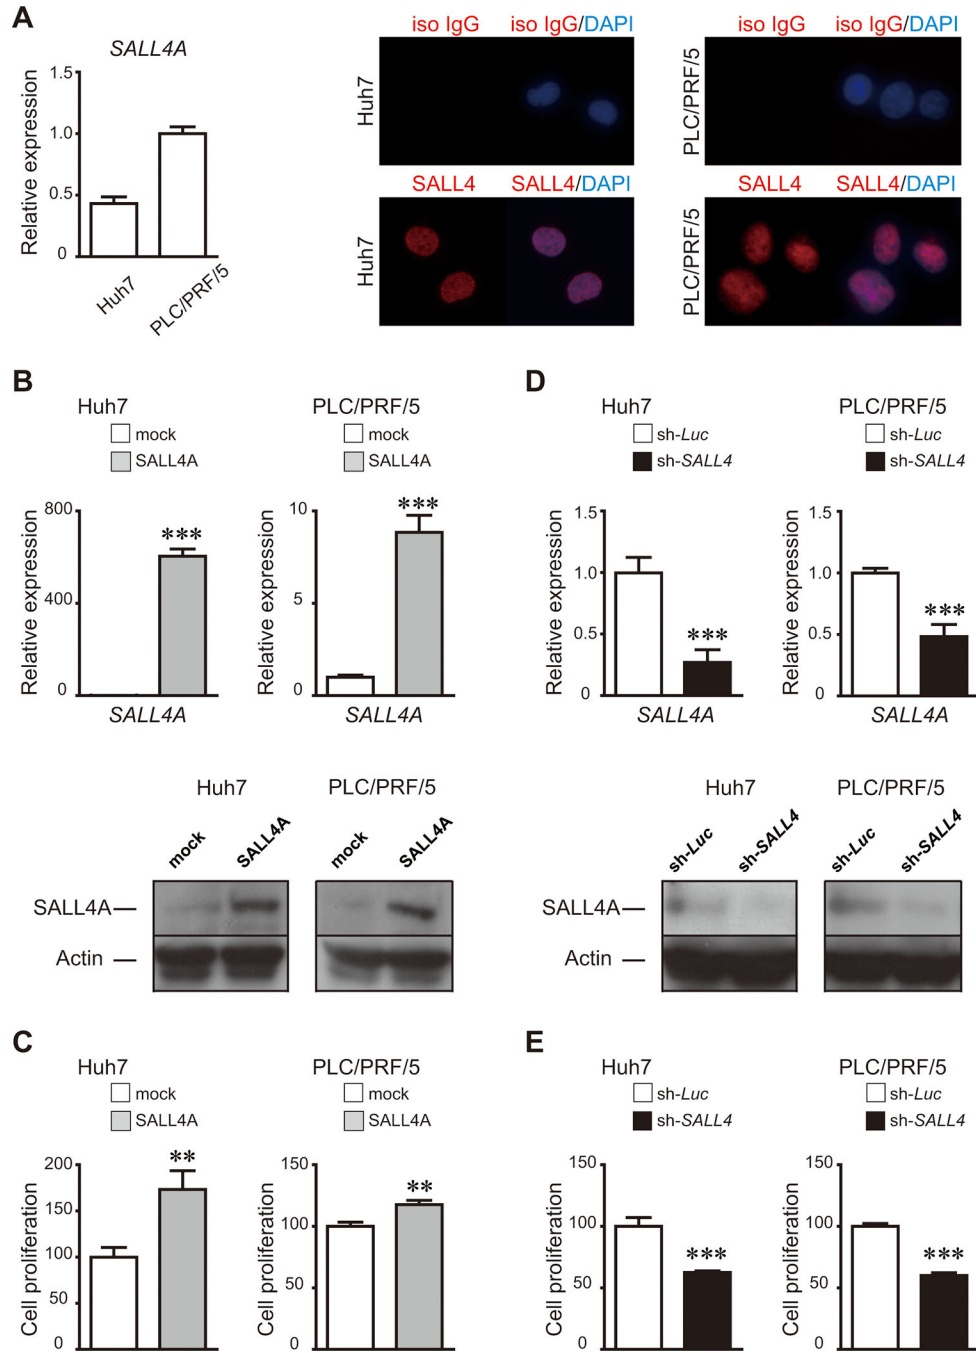 A
SALL4A
Relative expression
1.5
1.0
0.5
0
Huh7
PLC/PRF/5
iso IgG iso IgG/DAPI
Huh7
SALL4 SALL4/DAPI
Huh7
iso IgG iso IgG/DAPI
PLC/PRF/5
SALL4 SALL4/DAPI
PLC/PRF/5
B
Huh7
mock
SALL4A
Relative expression
800
400
0
***
SALL4A
PLC/PRF/5
mock
SALL4A
Relative expression
10
5
0
***
SALL4A
Huh7 PLC/PRF/5
mock SALL4A mock SALL4A
SALL4A
Actin
C
Huh7
mock
SALL4A
Cell proliferation
200
150
100
50
0
**
PLC/PRF/5
mock
SALL4A
Cell proliferation
150
100
50
0
**
D
Huh7
sh-Luc
sh-SALL4
Relative expression
1.5
1.0
0.5
0
***
SALL4A
PLC/PRF/5
sh-Luc
sh-SALL4
Relative expression
1.5
1.0
0.5
0
***
SALL4A
Huh7 PLC/PRF/5
sh-Luc sh-SALL4 sh-Luc sh-SALL4
SALL4A
Actin
E
Huh7
sh-Luc
sh-SALL4
Cell proliferation
150
100
50
0
***
PLC/PRF/5
sh-Luc
sh-SALL4
Cell proliferation
150
100
50
0
***